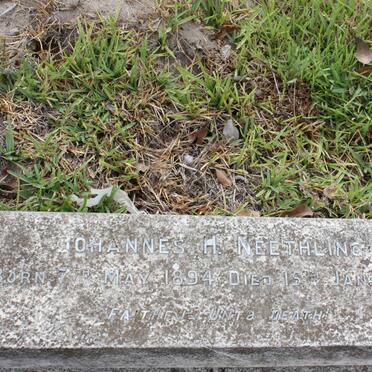 JOHANNES H. NEETHLING
BORN 7TH MAY 1894 DIED 15TH JAN
FAITHFUL UNTO DEATH